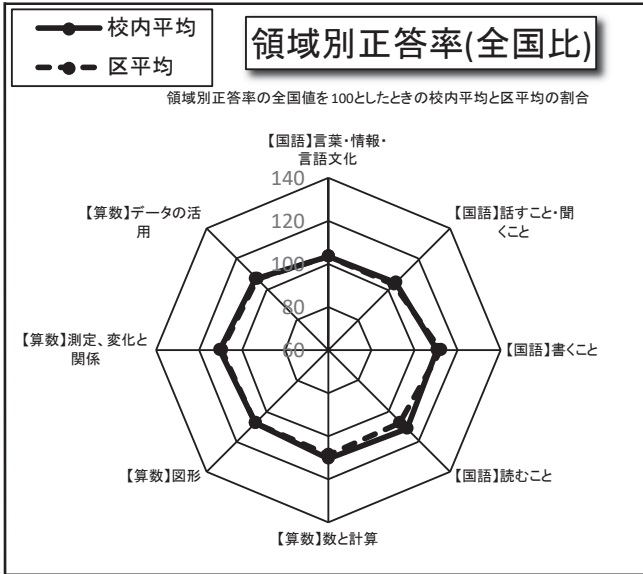 校内平均
区平均
領域別正答率(全国比)
領域別正答率の全国値を100としたときの校内平均と区平均の割合
【国語】言葉・情報・
言語文化
【国語】話すこと・聞
くこと
【国語】書くこと
【国語】読むこと
【算数】数と計算
【算数】図形
【算数】測定、変化と
関係
【算数】データの活
用
140
120
100
80
60